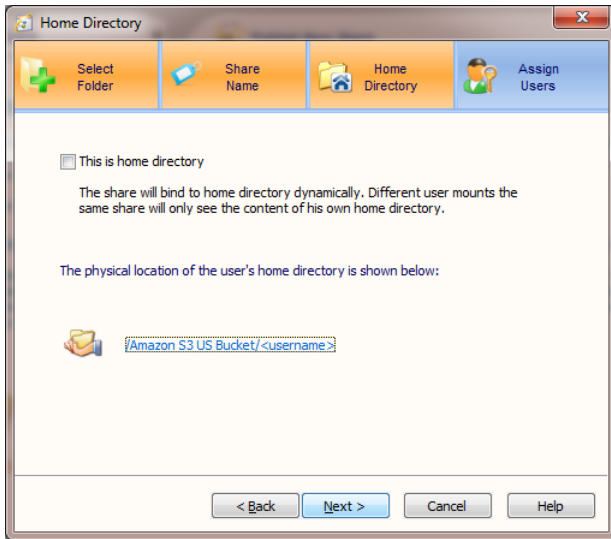 Home Directory
Select
Folder
Share
Name
Home
Directory
Assign
Users
This is home directory
The share will bind to home directory dynamically. Different user mounts the
same share will only see the content of his own home directory.
The physical location of the user's home directory is shown below:
/Amazon S3 US Bucket/<username>
< Back
Next >
Cancel
Help